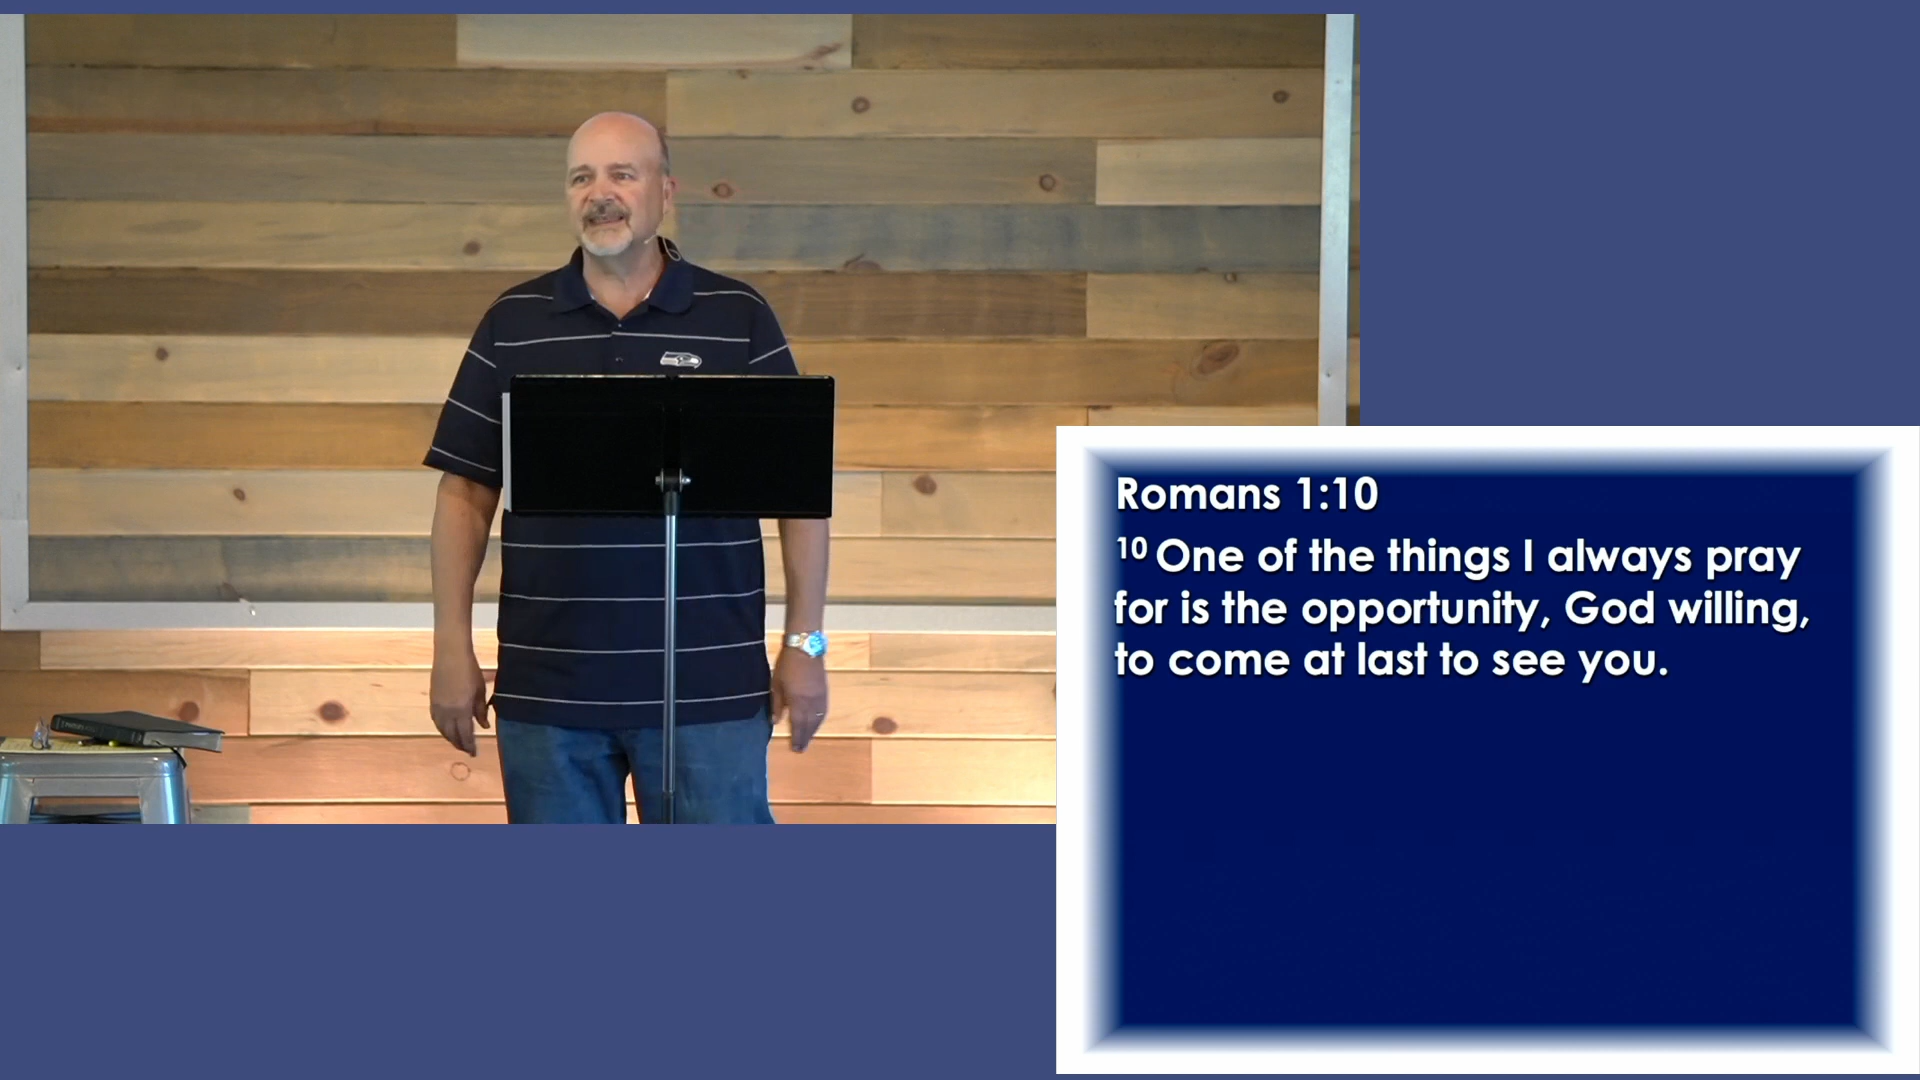 Romans 1:10
10 One of the things I always pray
for is the opportunity, God willing,
to come at last to see you.